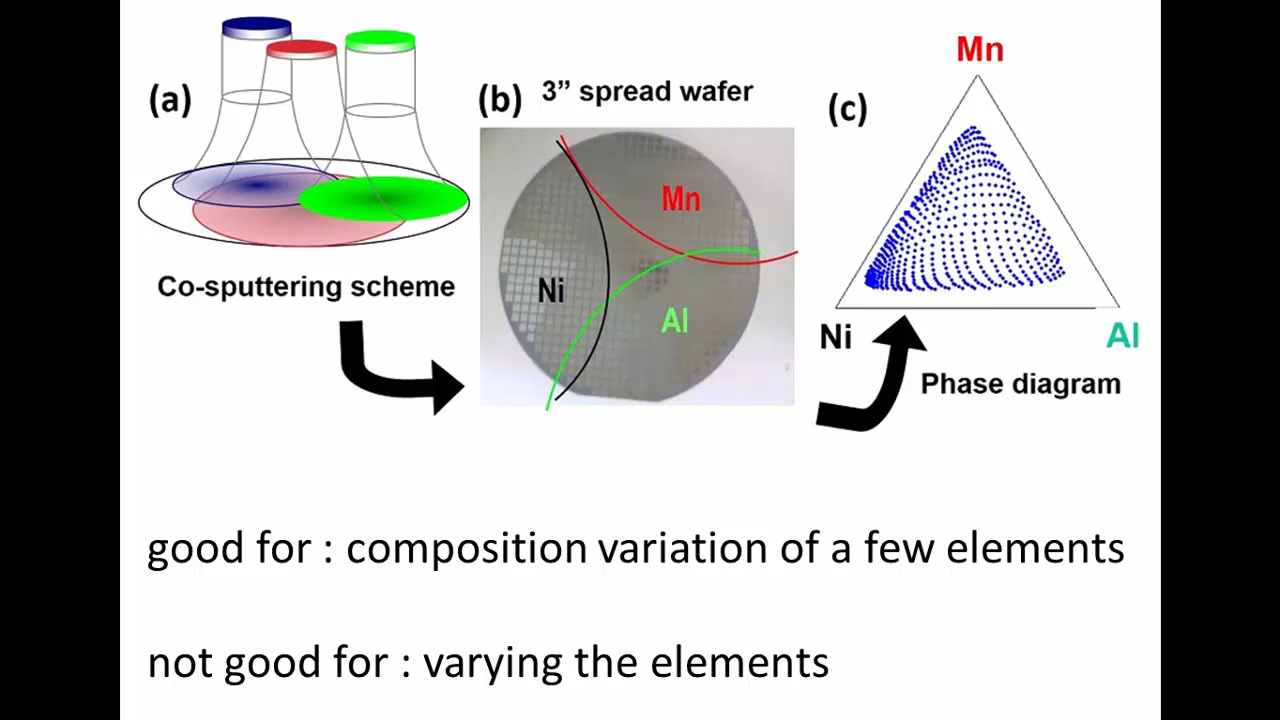 (a)
Co-sputtering scheme
(b)
3” spread wafer
Mn
Ni
Al
(c)
Mn
Ni
Al
Phase diagram
good for : composition variation of a few elements
not good for : varying the elements